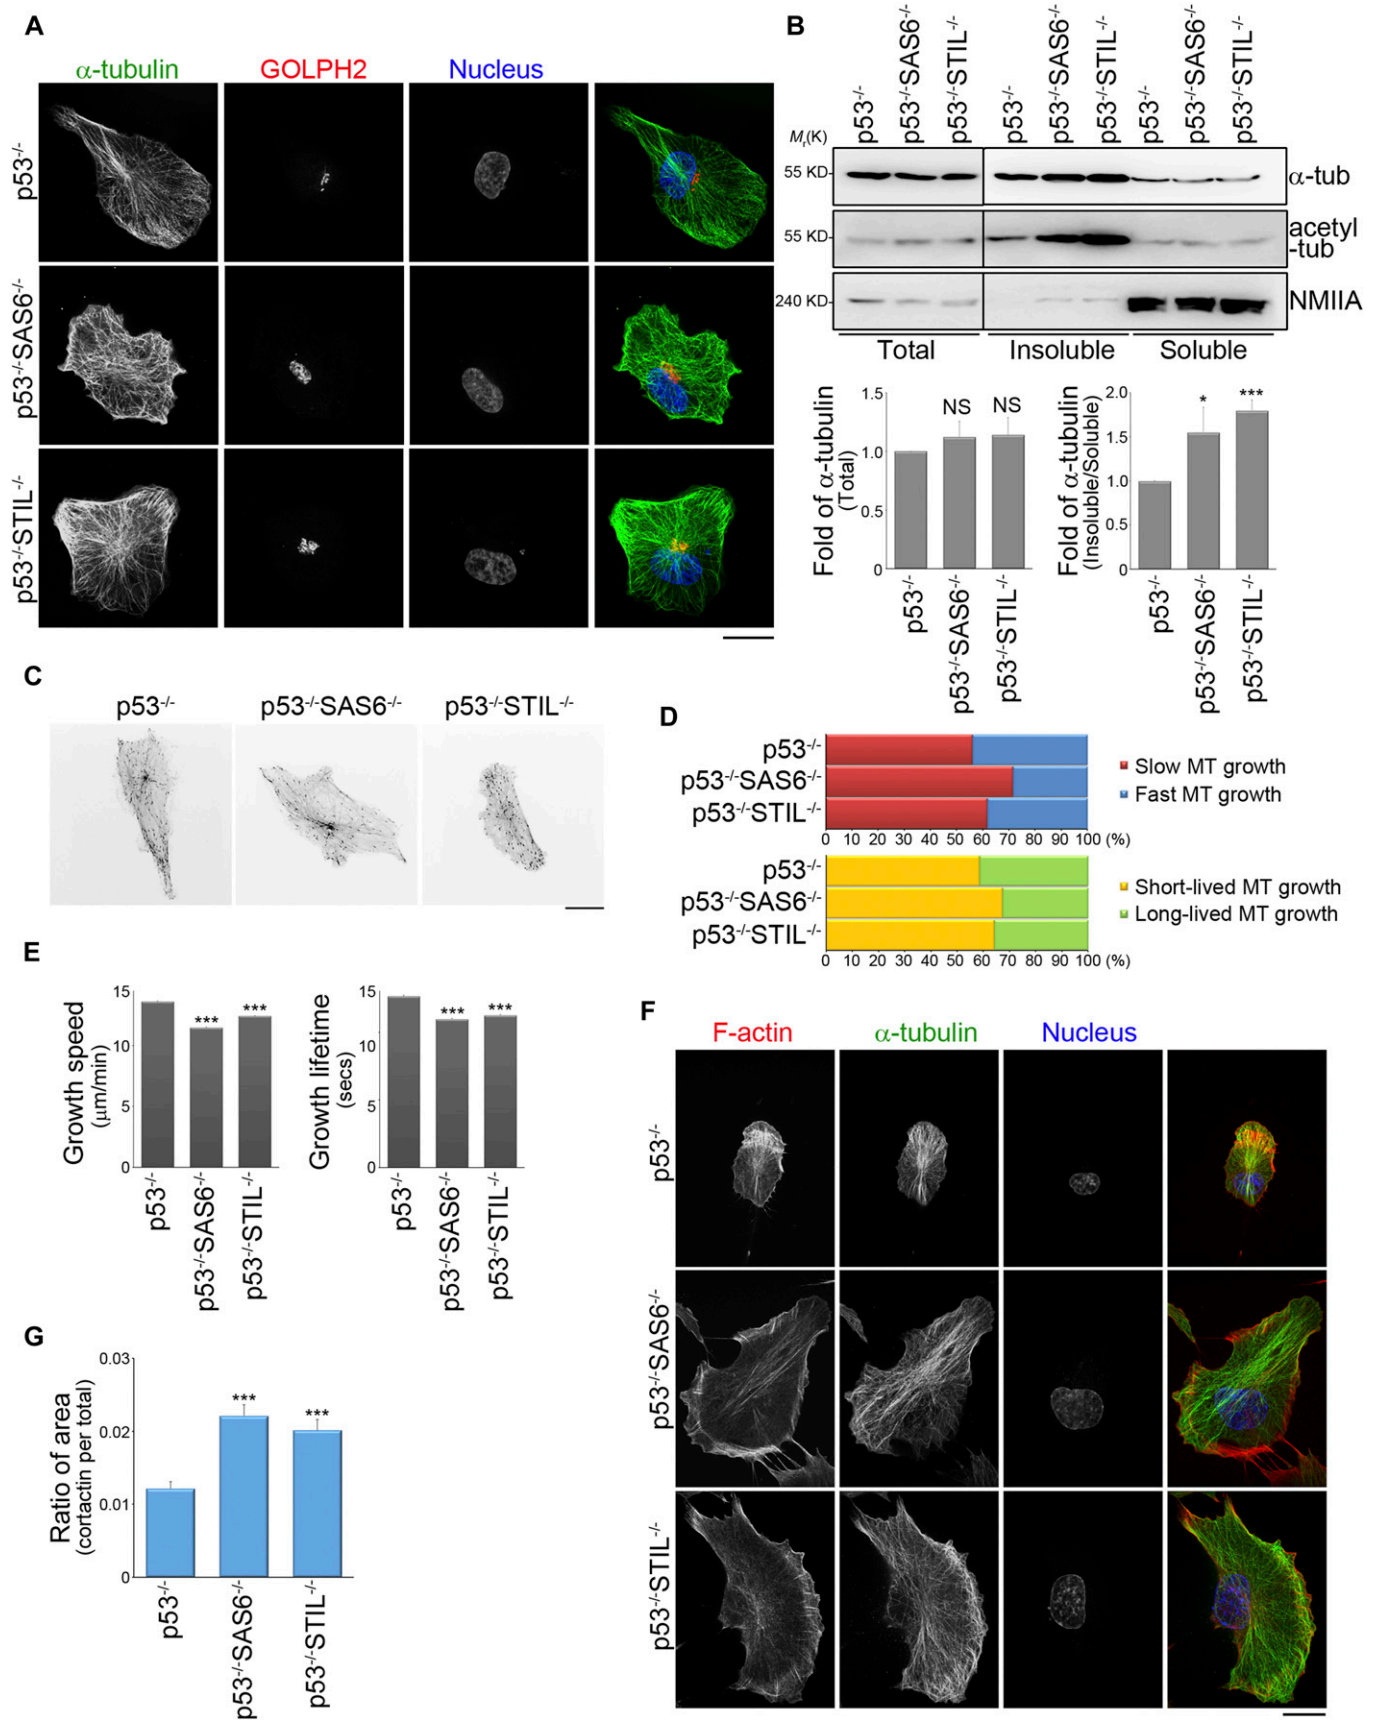 A
α-tubulin GOLPH2 Nucleus
p53-/-
p53-/-SAS6-/-
p53-/-STIL-/-
B
p53-/- p53-/-SAS6-/- p53-/-STIL-/- p53-/- p53-/-SAS6-/- p53-/-STIL-/- p53-/- p53-/-SAS6-/- p53-/-STIL-/-
Mr(K)
55 KD α-tub
55 KD acetyl
-tub
240 KD NMIIA
Total Insoluble Soluble
Fold of α-tubulin
(Total)
1.5
1.0
0.5
0
NS NS
p53-/- p53-/-SAS6-/- p53-/-STIL-/-
Fold of α-tubulin
(Insoluble/Soluble)
2.0
1.5
1.0
0.5
0
* ***
p53-/- p53-/-SAS6-/- p53-/-STIL-/-
C
p53-/- p53-/-SAS6-/- p53-/-STIL-/-
D
p53-/-
p53-/-SAS6-/-
p53-/-STIL-/-
0 10 20 30 40 50 60 70 80 90 100 (%)
Slow MT growth
Fast MT growth
p53-/-
p53-/-SAS6-/-
p53-/-STIL-/-
0 10 20 30 40 50 60 70 80 90 100 (%)
Short-lived MT growth
Long-lived MT growth
E
Growth speed
(μm/min)
15
10
5
0
*** ***
p53-/- p53-/-SAS6-/- p53-/-STIL-/-
Growth lifetime
(secs)
15
10
5
0
*** ***
p53-/- p53-/-SAS6-/- p53-/-STIL-/-
F
F-actin α-tubulin Nucleus
p53-/-
p53-/-SAS6-/-
p53-/-STIL-/-
G
Ratio of area
(cortactin per total)
0.03
0.02
0.01
0
*** ***
p53-/- p53-/-SAS6-/- p53-/-STIL-/-